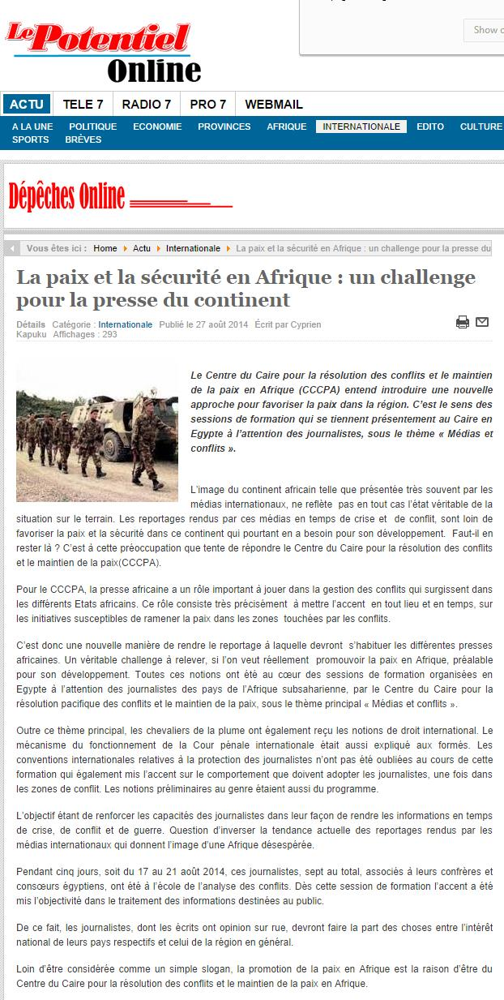 Le Potentiel
Online
Show
ACTU TELE 7 RADIO 7 PRO 7 WEBMAIL
A LA UNE POLITIQUE ECONOMIE PROVINCES AFRIQUE INTERNATIONALE EDITO CULTURE
SPORTS BRÈVES
Dépêches Online
Vous êtes ici : Home Actu Internationale La paix et la sécurité en Afrique : un challenge pour la presse du
La paix et la sécurité en Afrique : un challenge
pour la presse du continent
Détails Catégorie : Internationale Publié le 27 août 2014 Écrit par Cyprien
Kapuku Affichages : 293
Le Centre du Caire pour la résolution des conflits et le maintien
de la paix en Afrique (CCCPA) entend introduire une nouvelle
approche pour favoriser la paix dans la région. C’est le sens des
sessions de formation qui se tiennent présentement au Caire en
Egypte à l’attention des journalistes, sous le thème « Médias et
conflits ».
L’image du continent africain telle que présentée très souvent par les
médias internationaux, ne reflète pas en tout cas l’état véritable de la
situation sur le terrain. Les reportages rendus par ces médias en temps de crise et de conflit, sont loin de
favoriser la paix et la sécurité dans ce continent qui pourtant en a besoin pour son développement. Faut-il en
rester là ? C’est à cette préoccupation que tente de répondre le Centre du Caire pour la résolution des conflits
et le maintien de la paix(CCCPA).
Pour le CCCPA, la presse africaine a un rôle important à jouer dans la gestion des conflits qui surgissent dans
les différents Etats africains. Ce rôle consiste très précisément à mettre l’accent en tout lieu et en temps, sur
les initiatives susceptibles de ramener la paix dans les zones touchées par les conflits.
C’est donc une nouvelle manière de rendre le reportage à laquelle devront s’habituer les différentes presses
africaines. Un véritable challenge à relever, si l’on veut réellement promouvoir la paix en Afrique, préalable
pour son développement. Toutes ces notions ont été au cœur des sessions de formation organisées en
Egypte à l’attention des journalistes des pays de l’Afrique subsaharienne, par le Centre du Caire pour la
résolution pacifique des conflits et le maintien de la paix, sous le thème principal « Médias et conflits ».
Outre ce thème principal, les chevaliers de la plume ont également reçu les notions de droit international. Le
mécanisme du fonctionnement de la Cour pénale internationale était aussi expliqué aux formés. Les
conventions internationales relatives à la protection des journalistes n’ont pas été oubliées au cours de cette
formation qui également mis l’accent sur le comportement que doivent adopter les journalistes, une fois dans
les zones de conflit. Les notions préliminaires au genre étaient aussi du programme.
L’objectif étant de renforcer les capacités des journalistes dans leur façon de rendre les informations en temps
de crise, de conflit et de guerre. Question d’inverser la tendance actuelle des reportages rendus par les
médias internationaux qui donnent l’image d’une Afrique désespérée.
Pendant cinq jours, soit du 17 au 21 août 2014, ces journalistes, sept au total, associés à leurs confrères et
consœurs égyptiens, ont été à l’école de l’analyse des conflits. Dès cette session de formation l’accent a été
mis l’objectivité dans le traitement des informations destinées au public.
De ce fait, les journalistes, dont les écrits ont opinion sur rue, devront faire la part des choses entre l’intérêt
national de leurs pays respectifs et celui de la région en général.
Loin d’être considérée comme un simple slogan, la promotion de la paix en Afrique est la raison d’être du
Centre du Caire pour la résolution des conflits et le maintien de la paix en Afrique.